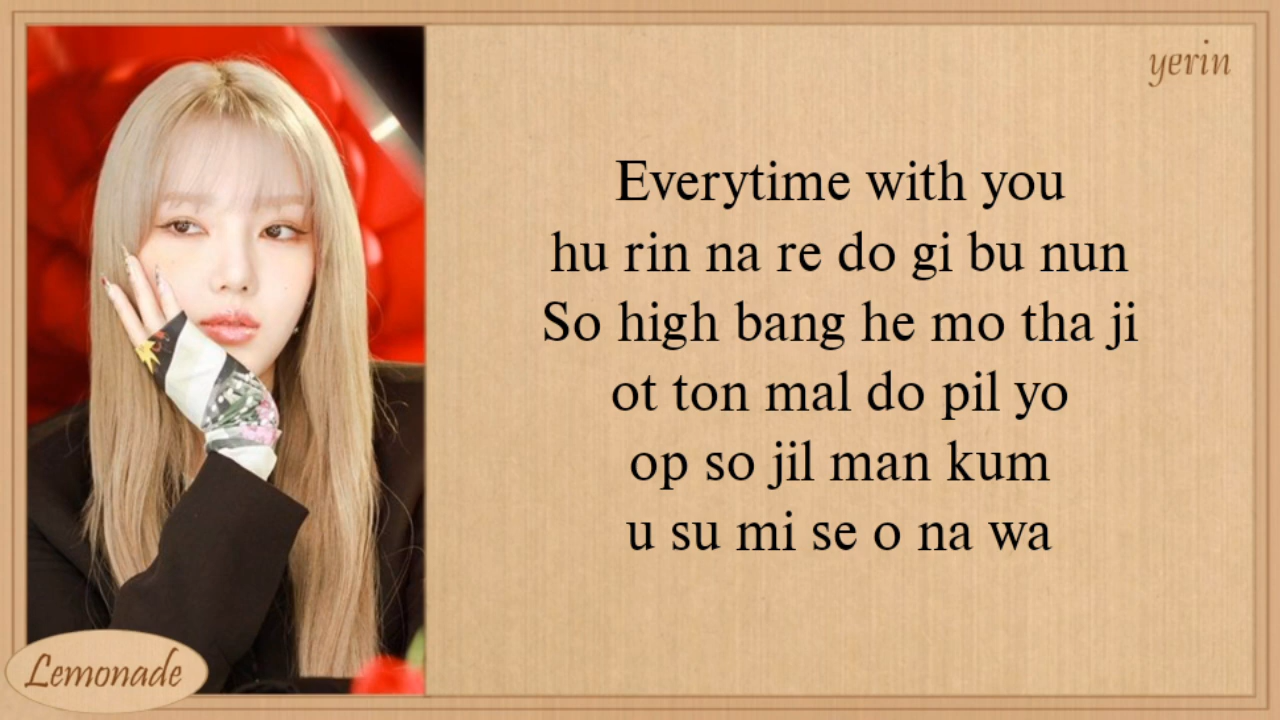 yerin
Everytime with you
hu rin na re do gi bu nun
So high bang he mo tha ji
ot ton mal do pil yo
op so jil man kum
u su mi se o na wa
Lemonade